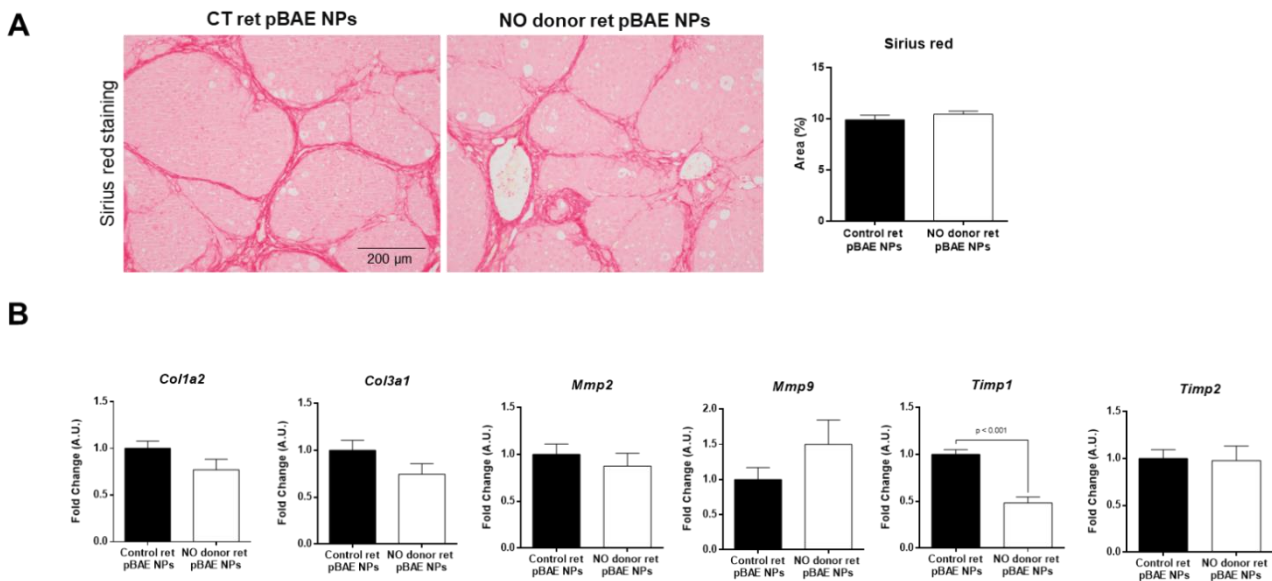 A
CT ret pBAE NPs
NO donor ret pBAE NPs
Sirius red staining
200 µm
Sirius red
Area (%)
15
10
5
0
Control ret
pBAE NPs
NO donor ret
pBAE NPs
B
Col1a2
Fold Change (A.U.)
1.5
1.0
0.5
0.0
Control ret
pBAE NPs
NO donor ret
pBAE NPs
Col3a1
Fold Change (A.U.)
1.5
1.0
0.5
0.0
Control ret
pBAE NPs
NO donor ret
pBAE NPs
Mmp2
Fold Change (A.U.)
1.5
1.0
0.5
0.0
Control ret
pBAE NPs
NO donor ret
pBAE NPs
Mmp9
Fold Change (A.U.)
2.0
1.5
1.0
0.5
0.0
Control ret
pBAE NPs
NO donor ret
pBAE NPs
Timp1
Fold Change (A.U.)
1.5
1.0
0.5
0.0
p < 0.001
Control ret
pBAE NPs
NO donor ret
pBAE NPs
Timp2
Fold Change (A.U.)
1.5
1.0
0.5
0.0
Control ret
pBAE NPs
NO donor ret
pBAE NPs